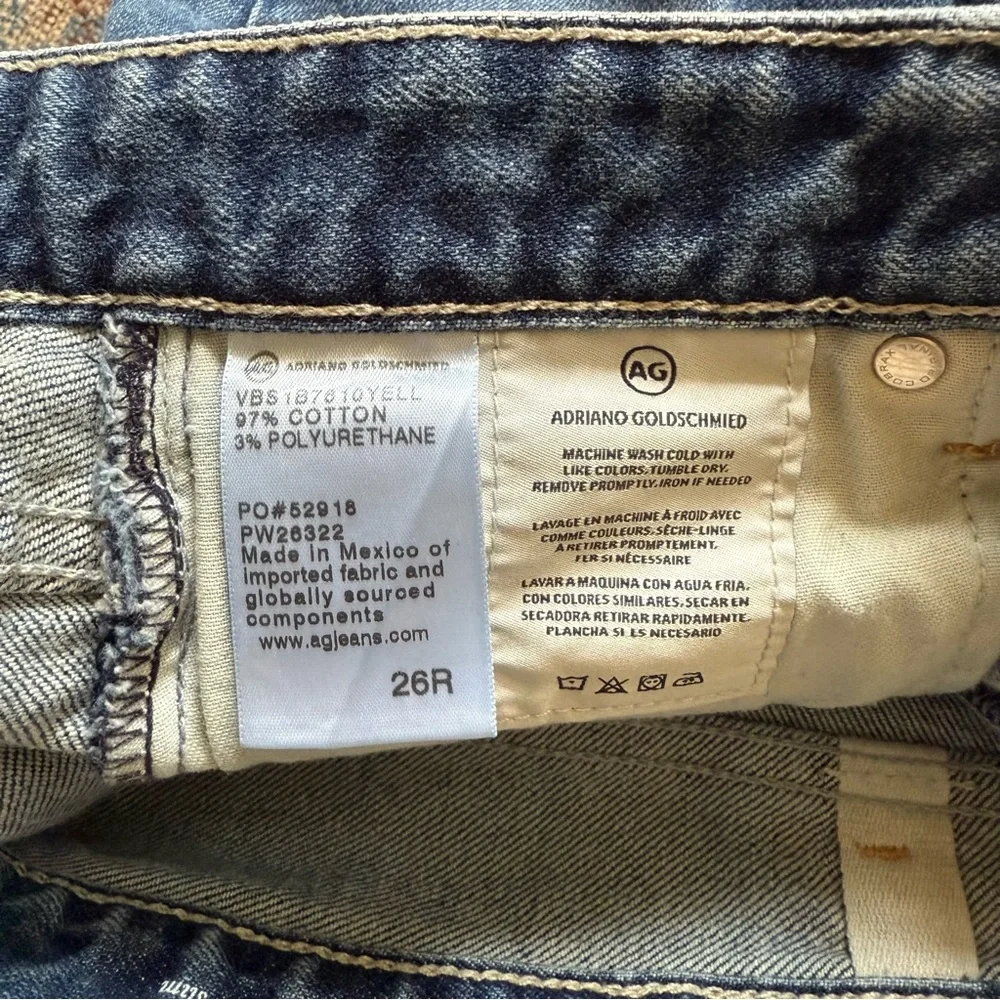 AG ADRIANO GOLDSCHMIED
VBS1B7610YELL
97% COTTON
3% POLYURETHANE
PO#52918
PW26322
Made in Mexico of
imported fabric and
globally sourced
components
www.agjeans.com
26R
AG
ADRIANO GOLDSCHMIED
MACHINE WASH COLD WITH
LIKE COLORS. TUMBLE DRY.
REMOVE PROMPTLY. IRON IF NEEDED
LAVAGE EN MACHINE À FROID AVEC
COMME COULEURS. SÈCHE-LINGE
À RETIRER PROMPTEMENT.
FER SI NÉCESSAIRE
LAVAR A MAQUINA CON AGUA FRIA.
CON COLORES SIMILARES. SECAR EN
SECADORA RETIRAR RAPIDAMENTE.
PLANCHA SI ES NECESARIO